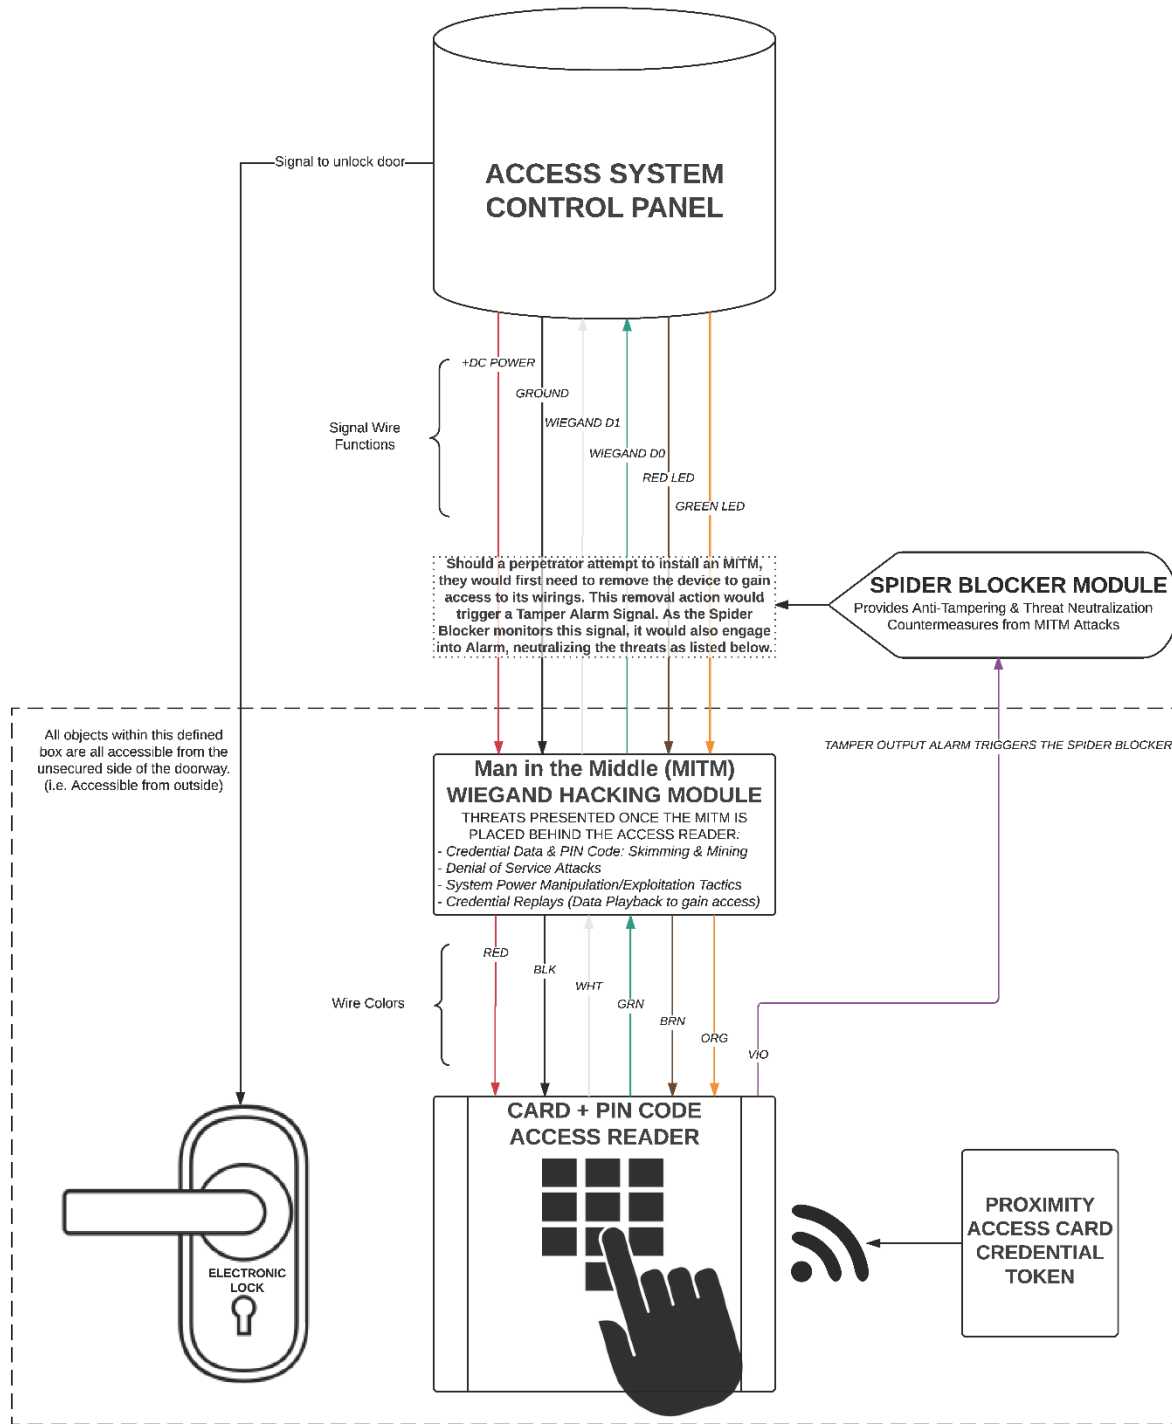 Signal to unlock door
ACCESS SYSTEM
CONTROL PANEL
+DC POWER
GROUND
WIEGAND D1
WIEGAND D0
RED LED
GREEN LED
Signal Wire
Functions
Should a perpetrator attempt to install an MITM,
they would first need to remove the device to gain
access to its wirings. This removal action would
trigger a Tamper Alarm Signal. As the Spider
Blocker monitors this signal, it would also engage
into Alarm, neutralizing the threats as listed below.
SPIDER BLOCKER MODULE
Provides Anti-Tampering & Threat Neutralization
Countermeasures from MITM Attacks
All objects within this defined
box are all accessible from the
unsecured side of the doorway.
(i.e. Accessible from outside)
TAMPER OUTPUT ALARM TRIGGERS THE SPIDER BLOCKER
Man in the Middle (MITM)
WIEGAND HACKING MODULE
THREATS PRESENTED ONCE THE MITM IS
PLACED BEHIND THE ACCESS READER:
- Credential Data & PIN Code: Skimming & Mining
- Denial of Service Attacks
- System Power Manipulation/Exploitation Tactics
- Credential Replays (Data Playback to gain access)
RED
BLK
WHT
GRN
BRN
ORG
VIO
Wire Colors
CARD + PIN CODE
ACCESS READER
ELECTRONIC
LOCK
PROXIMITY
ACCESS CARD
CREDENTIAL
TOKEN